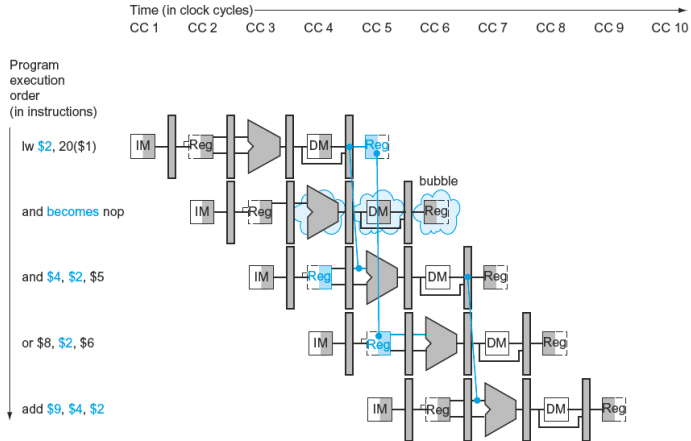 Time (in clock cycles)
CC 1 CC 2 CC 3 CC 4 CC 5 CC 6 CC 7 CC 8 CC 9 CC 10
Program
execution
order
(in instructions)
lw $2, 20($1) IM Reg DM Reg
bubble
and becomes nop IM Reg DM Reg
and $4, $2, $5 IM Reg DM Reg
or $8, $2, $6 IM Reg DM Reg
add $9, $4, $2 IM Reg DM Reg